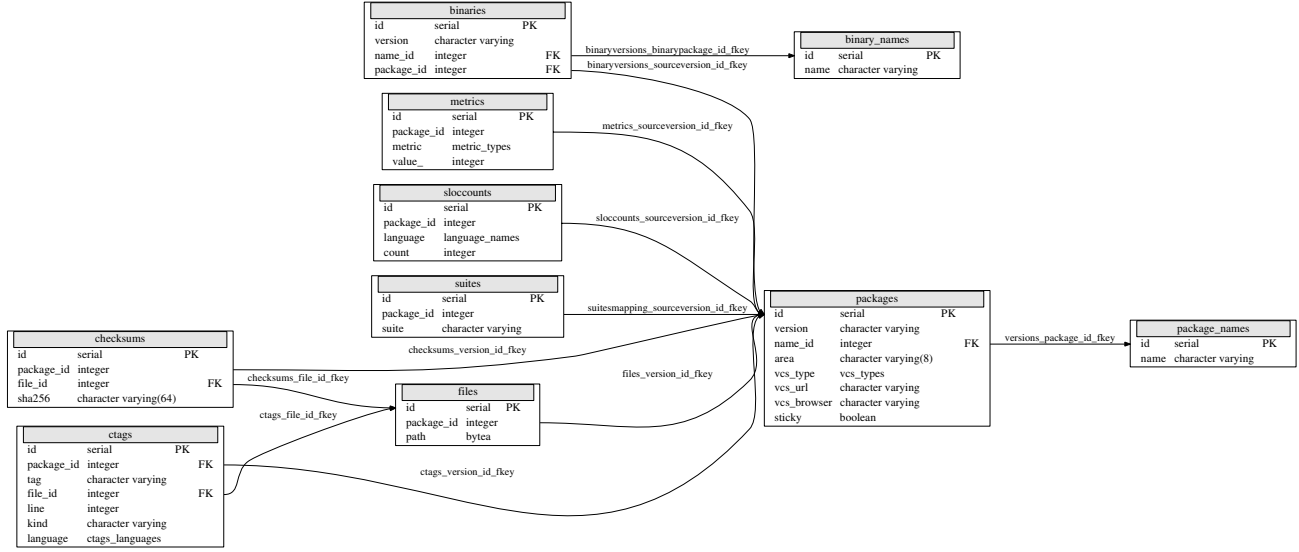 binaries
id serial PK
version character varying
name_id integer FK
package_id integer FK
binaryversions_binarypackage_id_fkey
binaryversions_sourceversion_id_fkey
binary_names
id serial PK
name character varying
metrics
id serial PK
package_id integer
metric metric_types
value_ integer
metrics_sourceversion_id_fkey
sloccounts
id serial PK
package_id integer
language language_names
count integer
sloccounts_sourceversion_id_fkey
suites
id serial PK
package_id integer
suite character varying
suitesmapping_sourceversion_id_fkey
packages
id serial PK
version character varying
name_id integer FK
area character varying(8)
vcs_type vcs_types
vcs_url character varying
vcs_browser character varying
sticky boolean
versions_package_id_fkey
package_names
id serial PK
name character varying
checksums
id serial PK
package_id integer
file_id integer FK
sha256 character varying(64)
checksums_version_id_fkey
checksums_file_id_fkey
files
id serial PK
package_id integer
path bytea
files_version_id_fkey
ctags_file_id_fkey
ctags
id serial PK
package_id integer FK
tag character varying
file_id integer FK
line integer
kind character varying
language ctags_languages
ctags_version_id_fkey